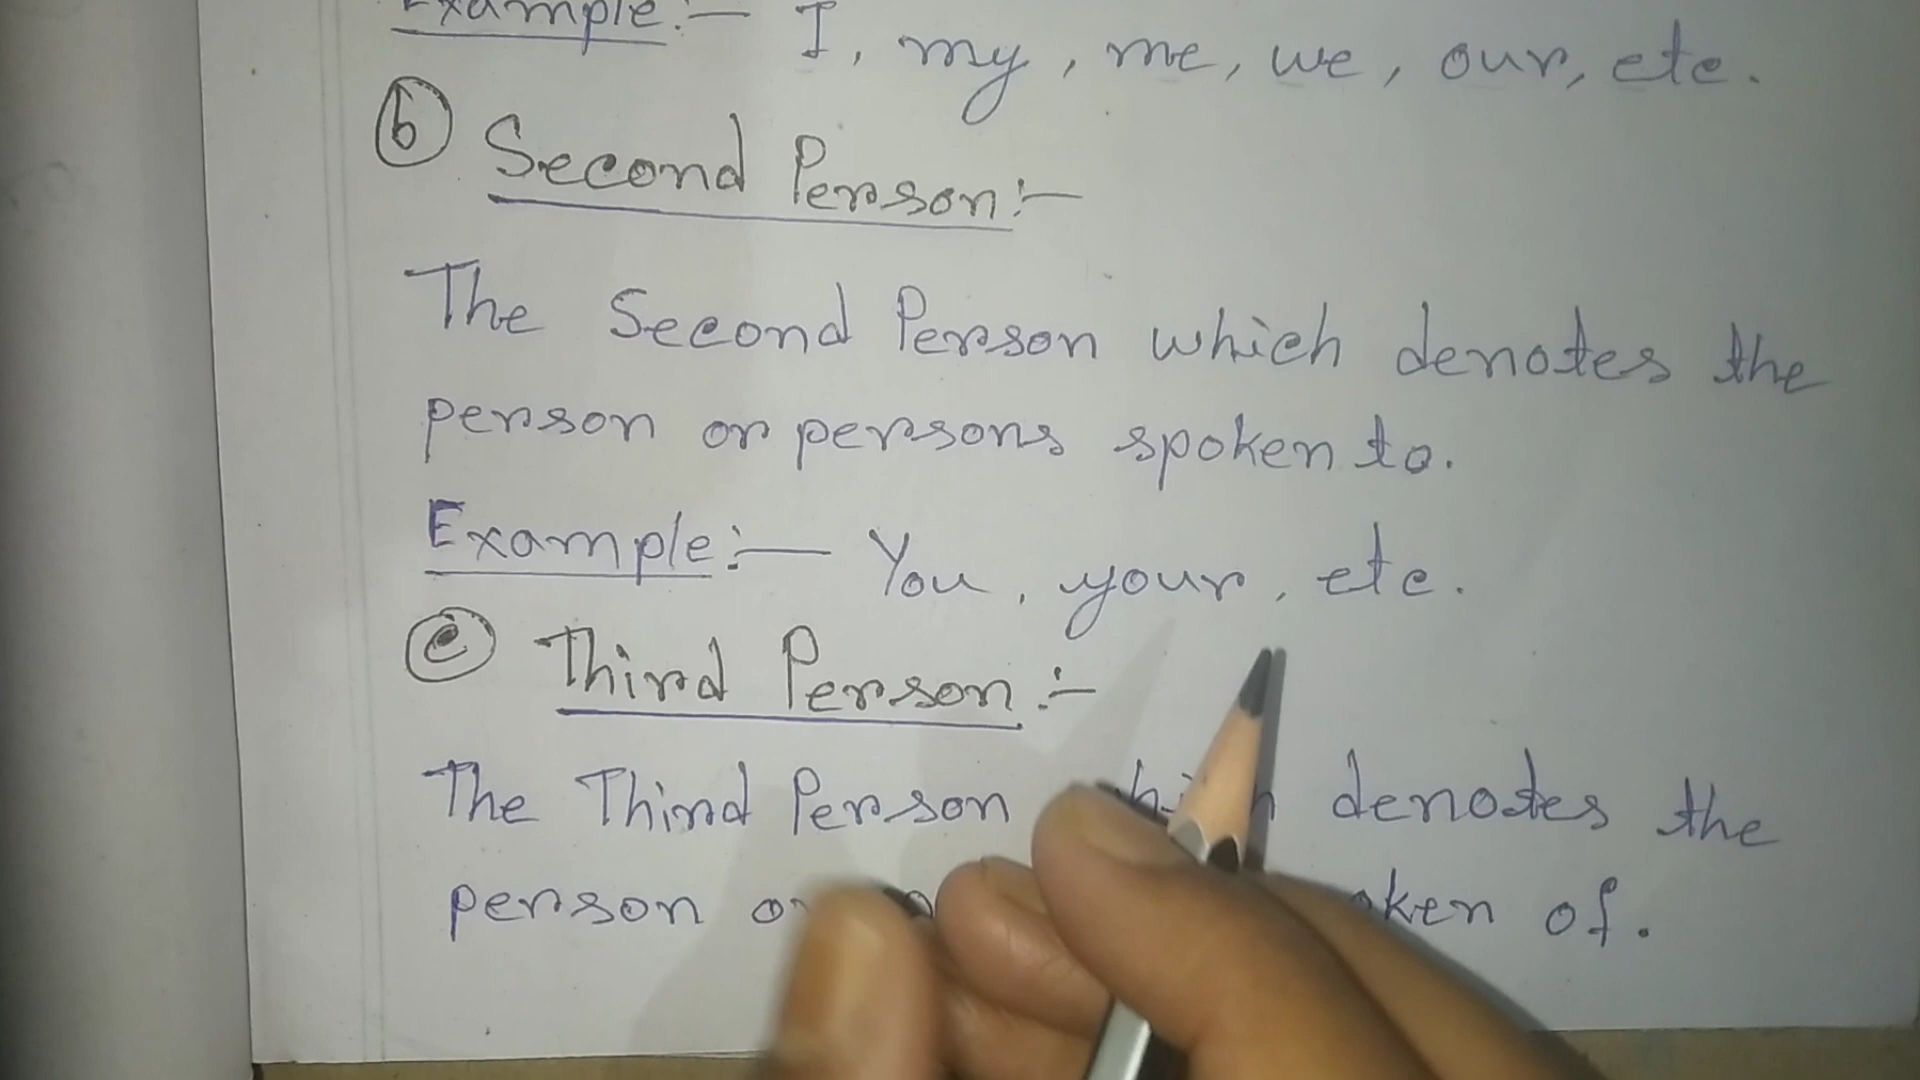 Example:— I, my, me, we, our, etc.
b Second Person:—
The Second Person which denotes the
person or persons spoken to.
Example:— You, your, etc.
c Third Person:—
The Third Person denotes the
person of.